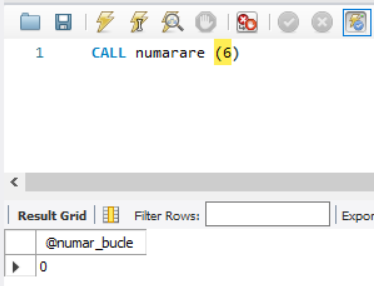 1 CALL numarare (6)
Result Grid Filter Rows: Expor
@numar_bucle
0